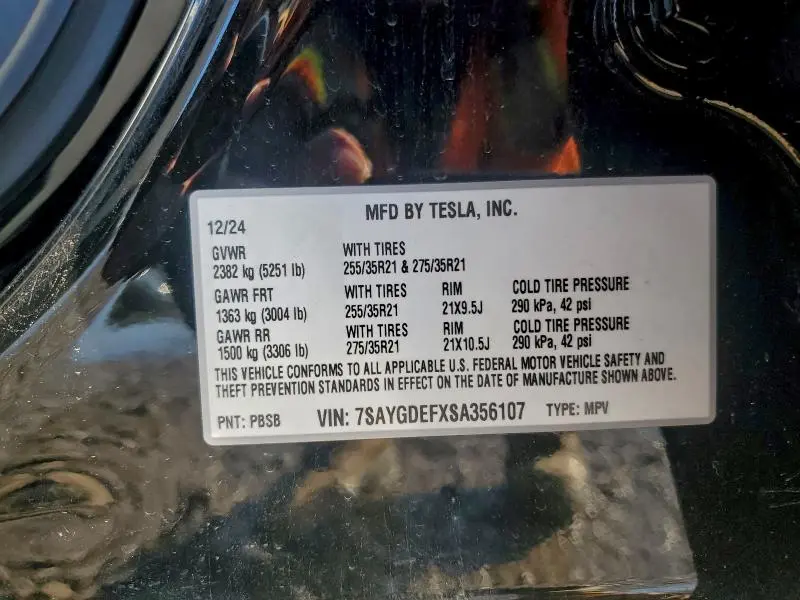 MFD BY TESLA, INC.
12/24
GVWR WITH TIRES
2382 kg (5251 lb) 255/35R21 & 275/35R21
GAWR FRT WITH TIRES RIM COLD TIRE PRESSURE
1363 kg (3004 lb) 255/35R21 21X9.5J 290 kPa, 42 psi
GAWR RR WITH TIRES RIM COLD TIRE PRESSURE
1500 kg (3306 lb) 275/35R21 21X10.5J 290 kPa, 42 psi
THIS VEHICLE CONFORMS TO ALL APPLICABLE U.S. FEDERAL MOTOR VEHICLE SAFETY AND
THEFT PREVENTION STANDARDS IN EFFECT ON THE DATE OF MANUFACTURE SHOWN ABOVE.
PNT: PBSB VIN: 7SAYGDEFXSA356107 TYPE: MPV